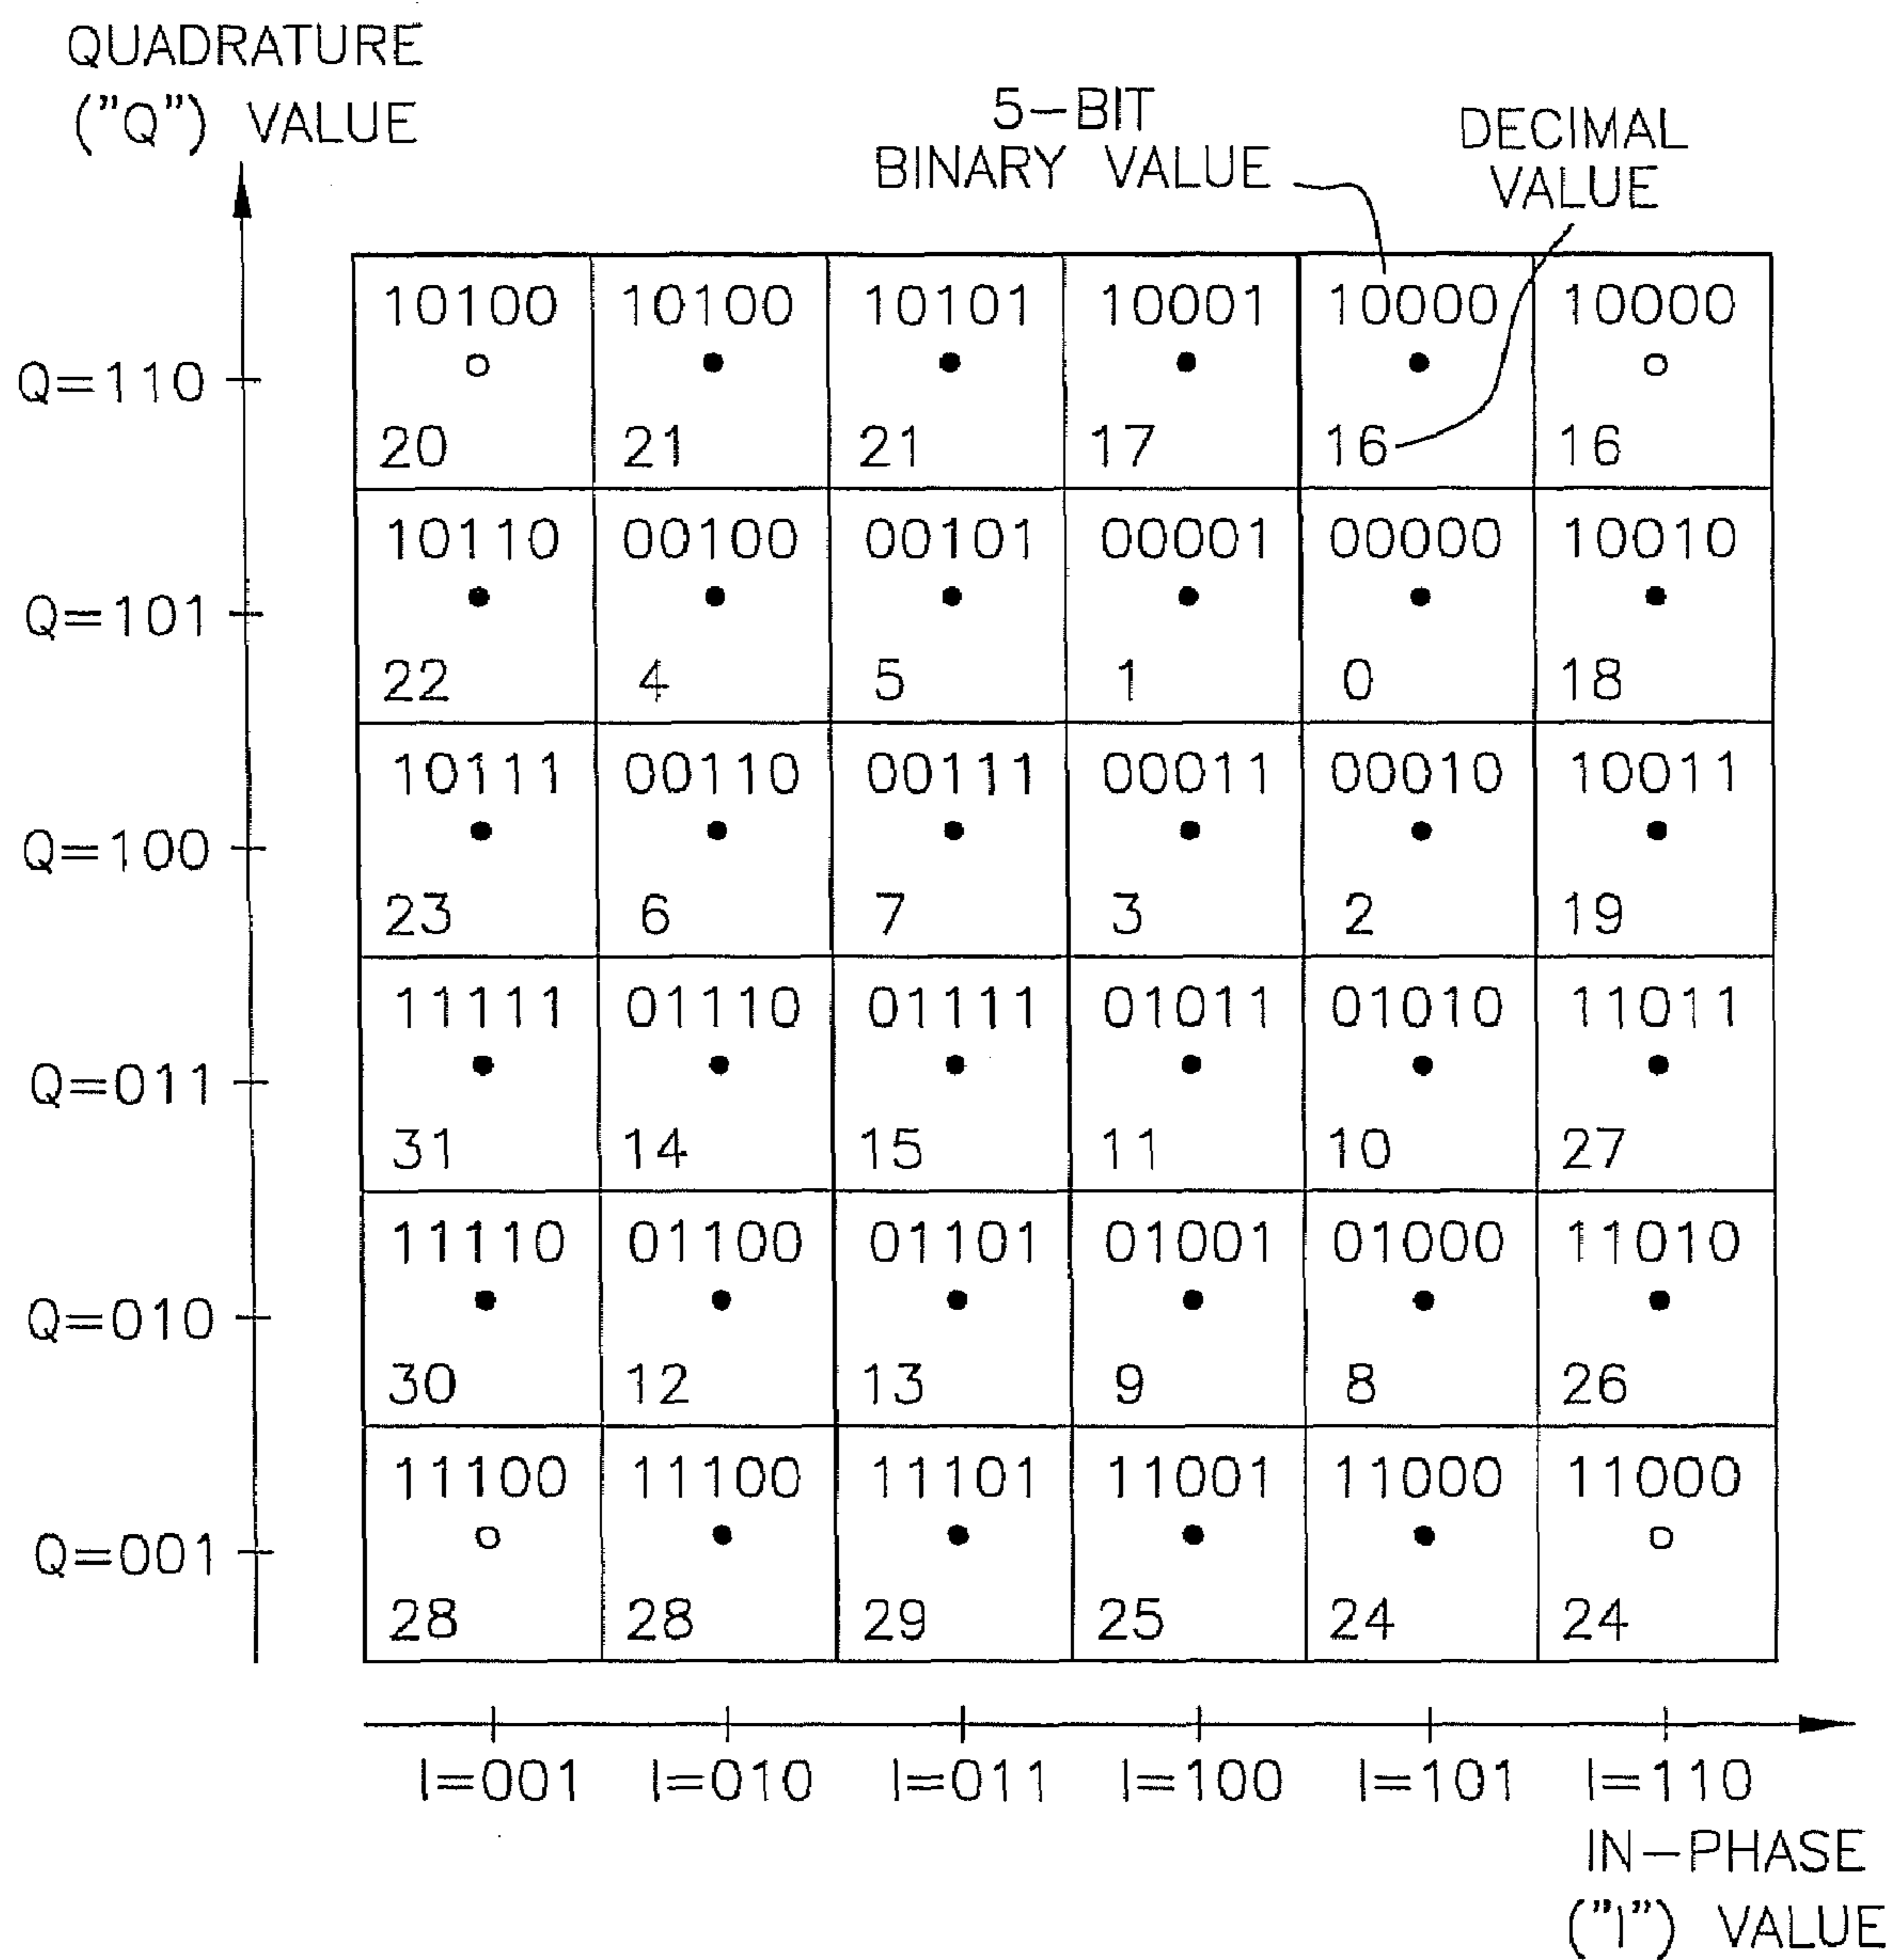 QUADRATURE
("Q") VALUE
5-BIT
BINARY VALUE
DECIMAL
VALUE
Q=110
10100 10100 10101 10001 10000 10000
20 21 21 17 16 16
Q=101
10110 00100 00101 00001 00000 10010
22 4 5 1 0 18
Q=100
10111 00110 00111 00011 00010 10011
23 6 7 3 2 19
Q=011
11111 01110 01111 01011 01010 11011
31 14 15 11 10 27
Q=010
11110 01100 01101 01001 01000 11010
30 12 13 9 8 26
Q=001
11100 11100 11101 11001 11000 11000
28 28 29 25 24 24
I=001 I=010 I=011 I=100 I=101 I=110
IN-PHASE
("I") VALUE